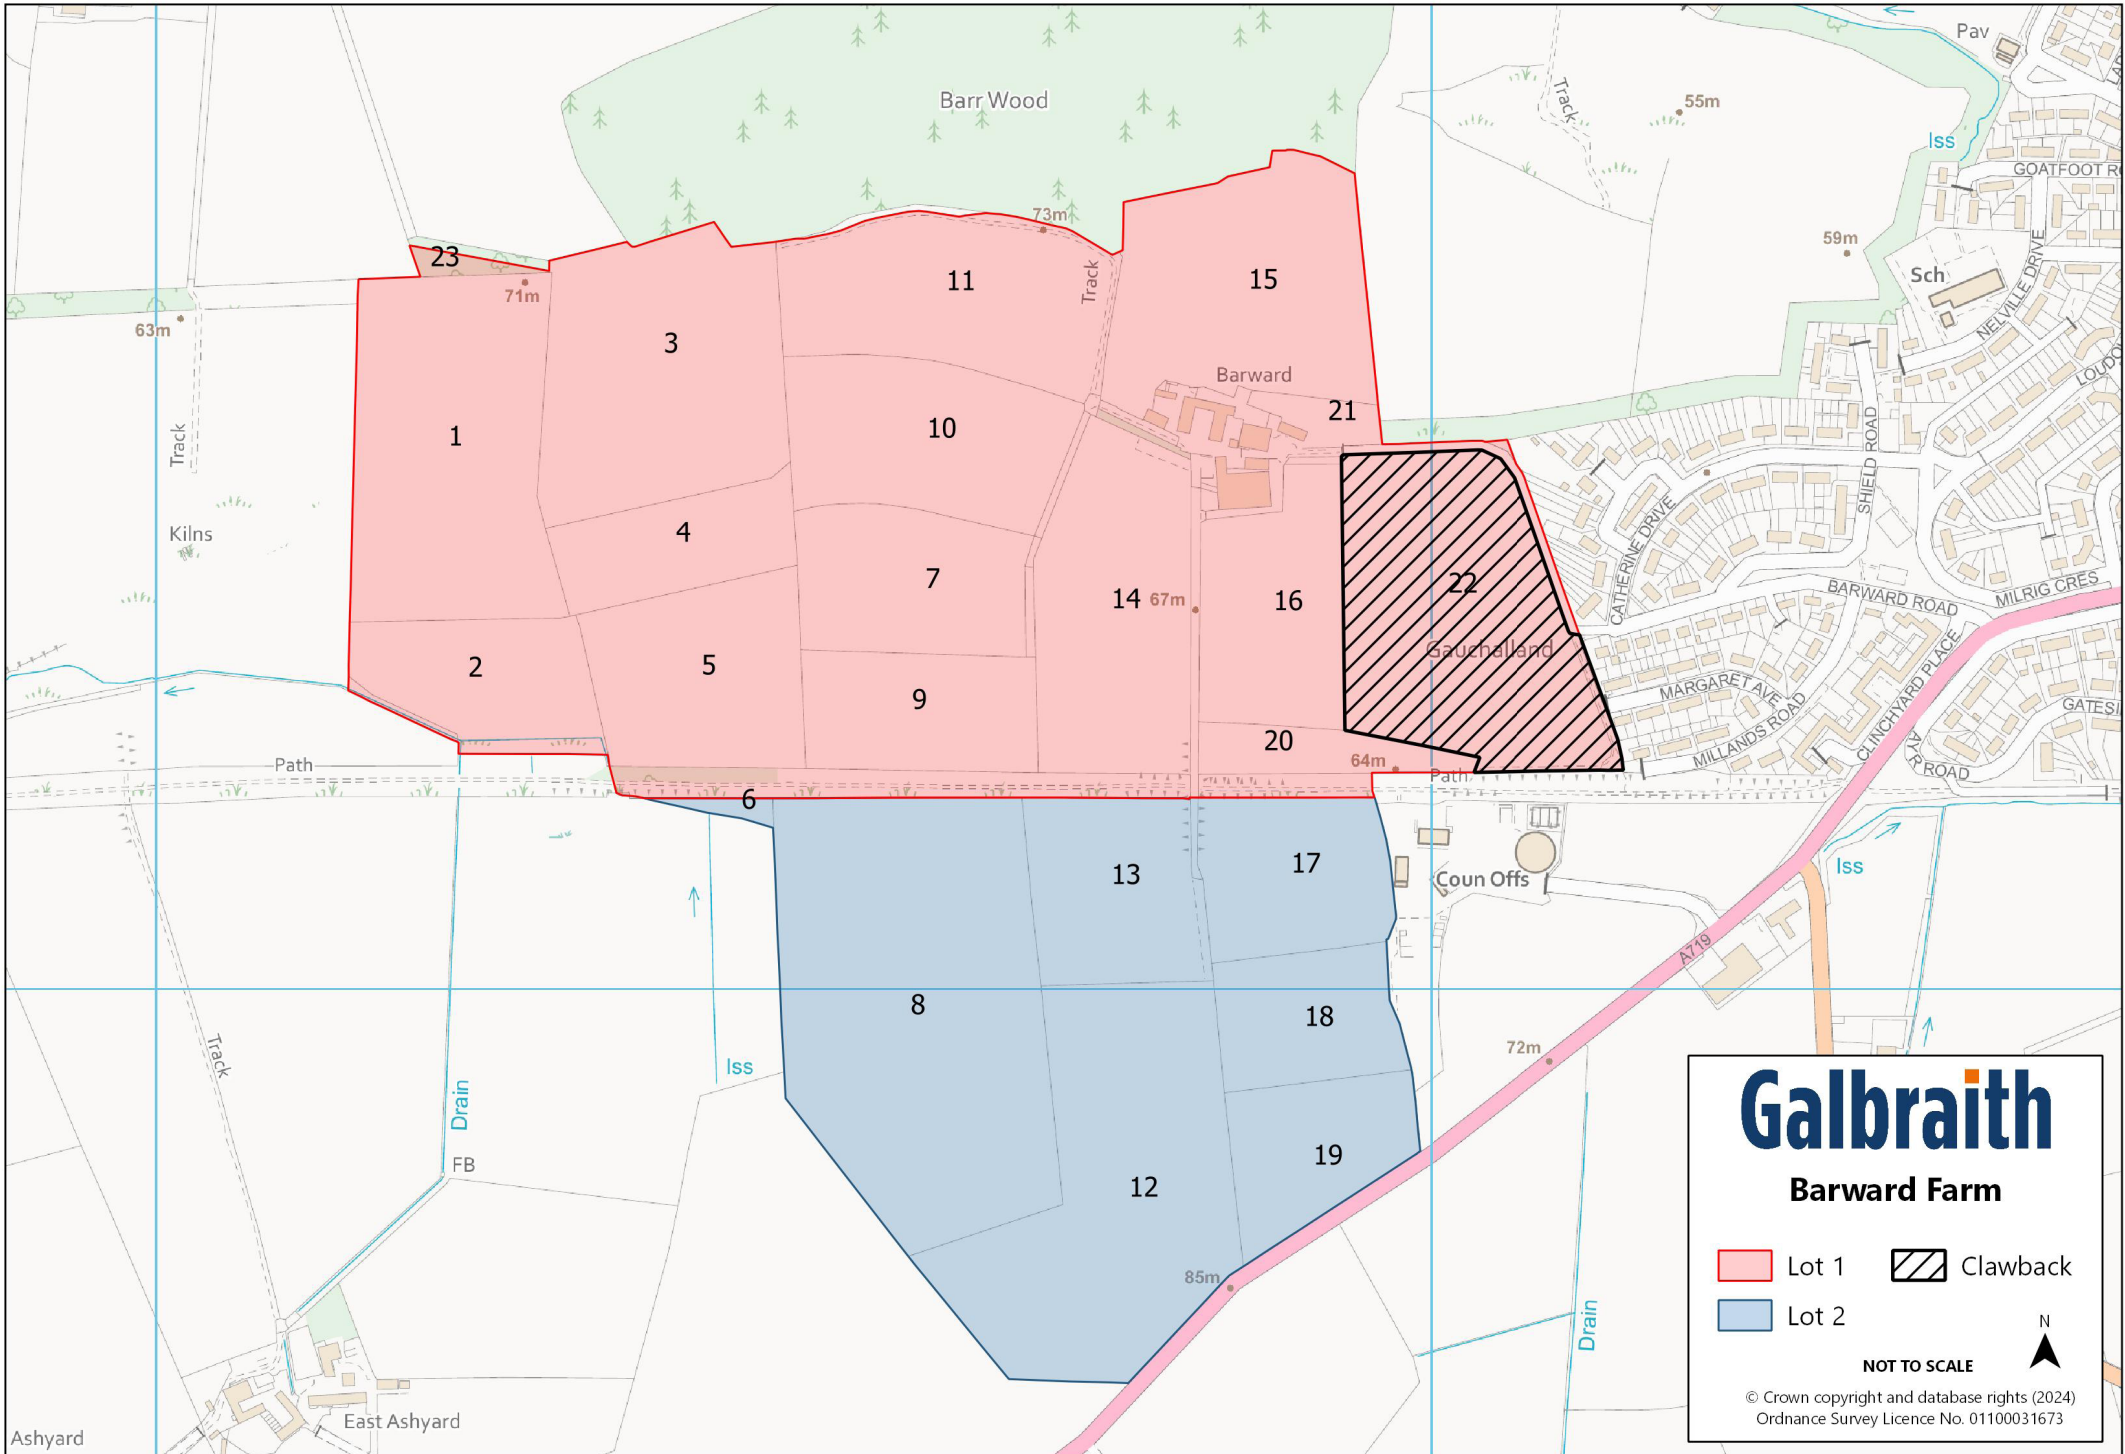 Pav
Barr Wood
Track
55m
Iss
GOATFOOT R
73m
59m
23
71m
63m
11
15
Track
Sch
NELVILLE DRIVE
LOUDO
3
Barward
21
1
10
Track
SHIELD ROAD
4
Kilns
CATHERINE DRIVE
7
22
14
67m
16
BARWARD ROAD
MILRIG CRES
Gauchalland
2
5
9
MARGARET AVE
MILLANDS ROAD
CLINCHYARD PLACE
GATESI
20
64m
Path
Path
AYR ROAD
6
13
17
Coun Offs
Iss
A719
8
18
Track
Drain
Iss
72m
FB
12
19
85m
Drain
East Ashyard
Ashyard
Galbraith
Barward Farm
Lot 1
Clawback
Lot 2
N
NOT TO SCALE
© Crown copyright and database rights (2024)
Ordnance Survey Licence No. 01100031673